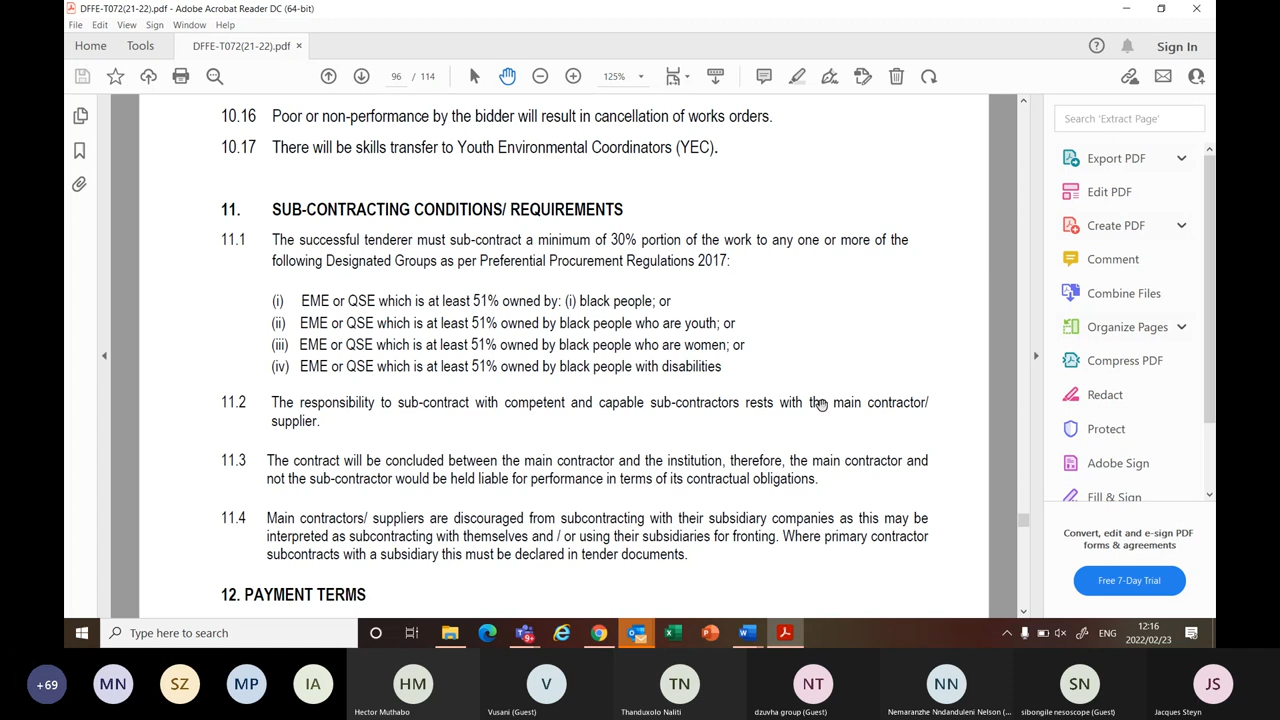 DFFE-T072(21-22).pdf - Adobe Acrobat Reader DC (64-bit)
File Edit View Sign Window Help
Home Tools DFFE-T072(21-22).pdf × Sign In
96 / 114 125%
10.16 Poor or non-performance by the bidder will result in cancellation of works orders.
10.17 There will be skills transfer to Youth Environmental Coordinators (YEC).
11. SUB-CONTRACTING CONDITIONS/ REQUIREMENTS
11.1 The successful tenderer must sub-contract a minimum of 30% portion of the work to any one or more of the
following Designated Groups as per Preferential Procurement Regulations 2017:
(i) EME or QSE which is at least 51% owned by: (i) black people; or
(ii) EME or QSE which is at least 51% owned by black people who are youth; or
(iii) EME or QSE which is at least 51% owned by black people who are women; or
(iv) EME or QSE which is at least 51% owned by black people with disabilities
11.2 The responsibility to sub-contract with competent and capable sub-contractors rests with the main contractor/
supplier.
11.3 The contract will be concluded between the main contractor and the institution, therefore, the main contractor and
not the sub-contractor would be held liable for performance in terms of its contractual obligations.
11.4 Main contractors/ suppliers are discouraged from subcontracting with their subsidiary companies as this may be
interpreted as subcontracting with themselves and / or using their subsidiaries for fronting. Where primary contractor
subcontracts with a subsidiary this must be declared in tender documents.
12. PAYMENT TERMS
Search 'Extract Page'
Export PDF
Edit PDF
Create PDF
Comment
Combine Files
Organize Pages
Compress PDF
Redact
Protect
Adobe Sign
Fill & Sign
Convert, edit and e-sign PDF
forms & agreements
Free 7-Day Trial
Type here to search
ENG
12:16
2022/02/23
+69 MN SZ MP IA HM V TN NT NN SN JS
Hector Muthabo Vusani (Guest) Thanduxolo Naliti dzuvha group (Guest) Nemaranzhe Nndanduleni Nelson (... sibongile nesoscope (Guest) Jacques Steyn